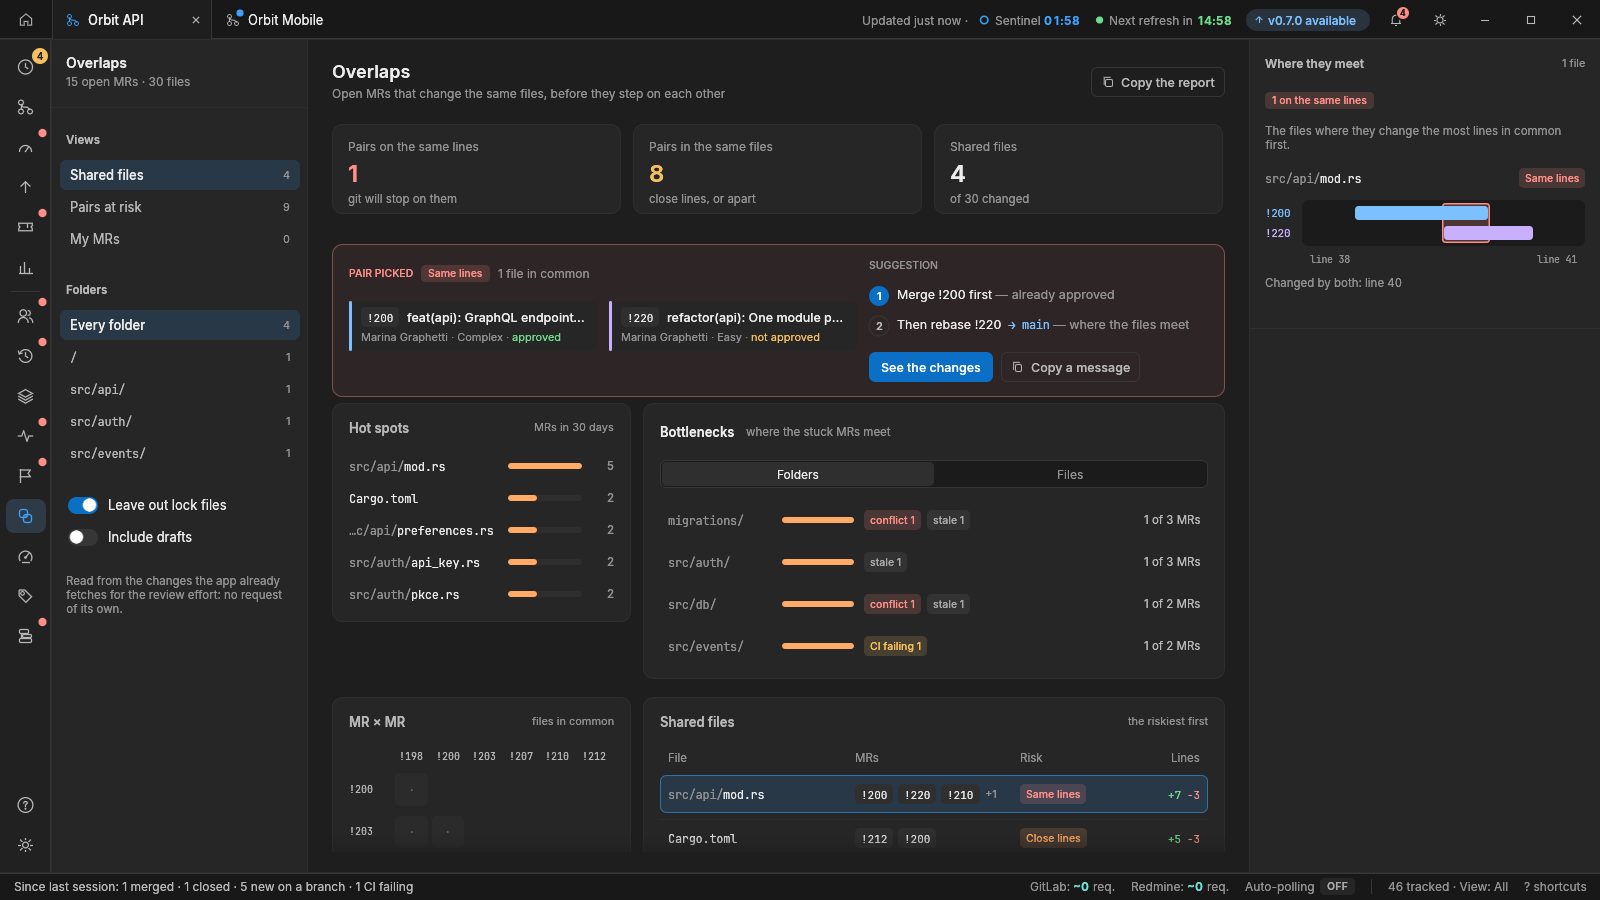 Orbit API
Orbit Mobile
Updated just now ·
Sentinel 01:58
Next refresh in 14:58
↑ v0.7.0 available
4
4
Overlaps
15 open MRs · 30 files
Views
Shared files 4
Pairs at risk 9
My MRs 0
Folders
Every folder 4
/ 1
src/api/ 1
src/auth/ 1
src/events/ 1
Leave out lock files
Include drafts
Read from the changes the app already
fetches for the review effort: no request
of its own.
Overlaps
Open MRs that change the same files, before they step on each other
Copy the report
Pairs on the same lines
1
git will stop on them
Pairs in the same files
8
close lines, or apart
Shared files
4
of 30 changed
PAIR PICKED Same lines 1 file in common
!200 feat(api): GraphQL endpoint...
Marina Graphetti · Complex · approved
!220 refactor(api): One module p...
Marina Graphetti · Easy · not approved
SUGGESTION
1 Merge !200 first — already approved
2 Then rebase !220 → main — where the files meet
See the changes
Copy a message
Hot spots MRs in 30 days
src/api/mod.rs 5
Cargo.toml 2
…c/api/preferences.rs 2
src/auth/api_key.rs 2
src/auth/pkce.rs 2
Bottlenecks where the stuck MRs meet
Folders Files
migrations/ conflict 1 stale 1 1 of 3 MRs
src/auth/ stale 1 1 of 3 MRs
src/db/ conflict 1 stale 1 1 of 2 MRs
src/events/ CI failing 1 1 of 2 MRs
MR × MR files in common
!198 !200 !203 !207 !210 !212
!200 ·
!203 · ·
Shared files the riskiest first
File MRs Risk Lines
src/api/mod.rs !200 !220 !210 +1 Same lines +7 -3
Cargo.toml !212 !200 Close lines +5 -3
Where they meet 1 file
1 on the same lines
The files where they change the most lines in common
first.
src/api/mod.rs Same lines
!200
!220
line 38 line 41
Changed by both: line 40
Since last session: 1 merged · 1 closed · 5 new on a branch · 1 CI failing
GitLab: ~0 req. Redmine: ~0 req. Auto-polling OFF 46 tracked · View: All ? shortcuts